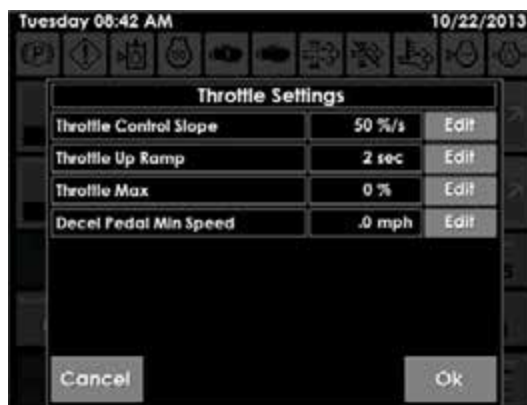 Tuesday 08:42 AM 10/22/2013
Throttle Settings
Throttle Control Slope 50 %/s Edit
Throttle Up Ramp 2 sec Edit
Throttle Max 0 % Edit
Decel Pedal Min Speed .0 mph Edit
Cancel Ok